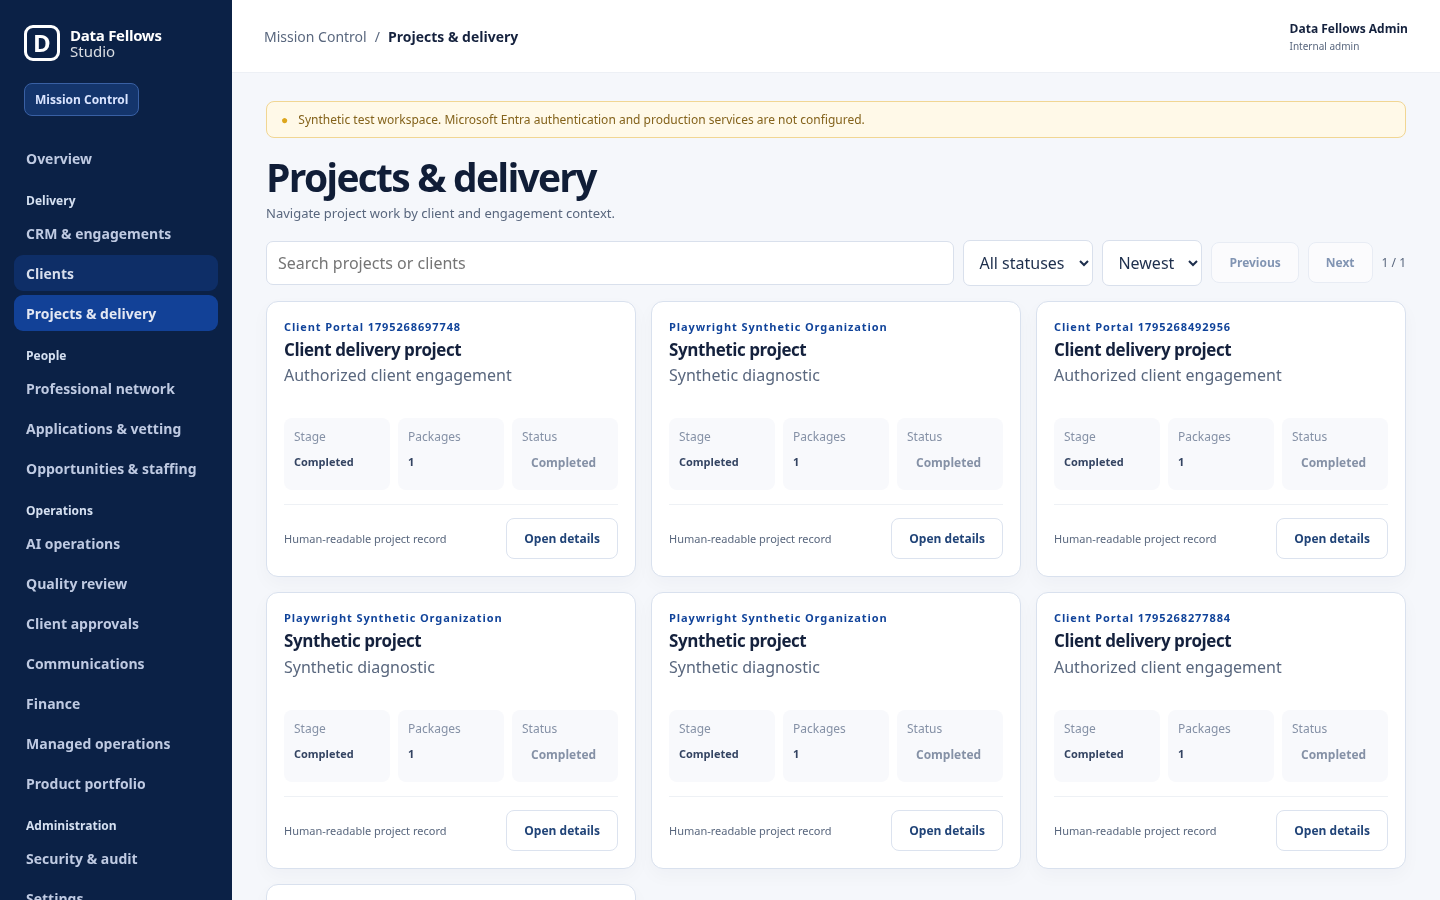 D
Data Fellows
Studio
Mission Control
Overview
Delivery
CRM & engagements
Clients
Projects & delivery
People
Professional network
Applications & vetting
Opportunities & staffing
Operations
AI operations
Quality review
Client approvals
Communications
Finance
Managed operations
Product portfolio
Administration
Security & audit
Settings
Mission Control / Projects & delivery
Data Fellows Admin
Internal admin
Synthetic test workspace. Microsoft Entra authentication and production services are not configured.
Projects & delivery
Navigate project work by client and engagement context.
Search projects or clients
All statuses
Newest
Previous
Next
1 / 1
Client Portal 1795268697748
Client delivery project
Authorized client engagement
Stage
Completed
Packages
1
Status
Completed
Human-readable project record
Open details
Playwright Synthetic Organization
Synthetic project
Synthetic diagnostic
Stage
Completed
Packages
1
Status
Completed
Human-readable project record
Open details
Client Portal 1795268492956
Client delivery project
Authorized client engagement
Stage
Completed
Packages
1
Status
Completed
Human-readable project record
Open details
Playwright Synthetic Organization
Synthetic project
Synthetic diagnostic
Stage
Completed
Packages
1
Status
Completed
Human-readable project record
Open details
Playwright Synthetic Organization
Synthetic project
Synthetic diagnostic
Stage
Completed
Packages
1
Status
Completed
Human-readable project record
Open details
Client Portal 1795268277884
Client delivery project
Authorized client engagement
Stage
Completed
Packages
1
Status
Completed
Human-readable project record
Open details